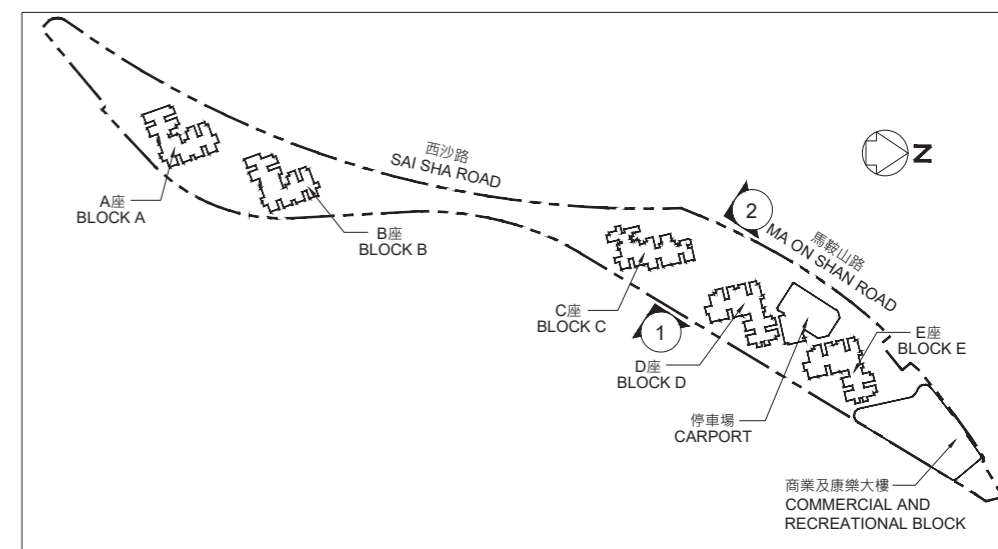 西沙路
SAI SHA ROAD
N
A座
BLOCK A
B座
BLOCK B
2
馬鞍山路
MA ON SHAN ROAD
C座
BLOCK C
1
E座
BLOCK E
D座
BLOCK D
停車場
CARPORT
商業及康樂大樓
COMMERCIAL AND
RECREATIONAL BLOCK